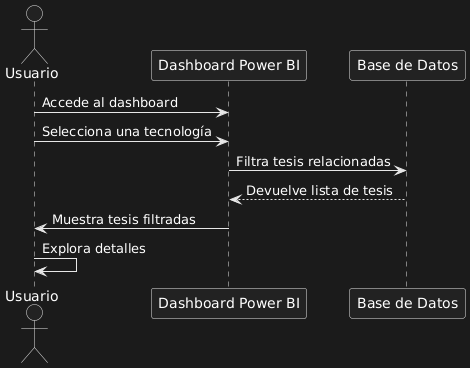 Usuario
Dashboard Power BI
Base de Datos
Accede al dashboard
Selecciona una tecnología
Filtra tesis relacionadas
Devuelve lista de tesis
Muestra tesis filtradas
Explora detalles
Usuario
Dashboard Power BI
Base de Datos